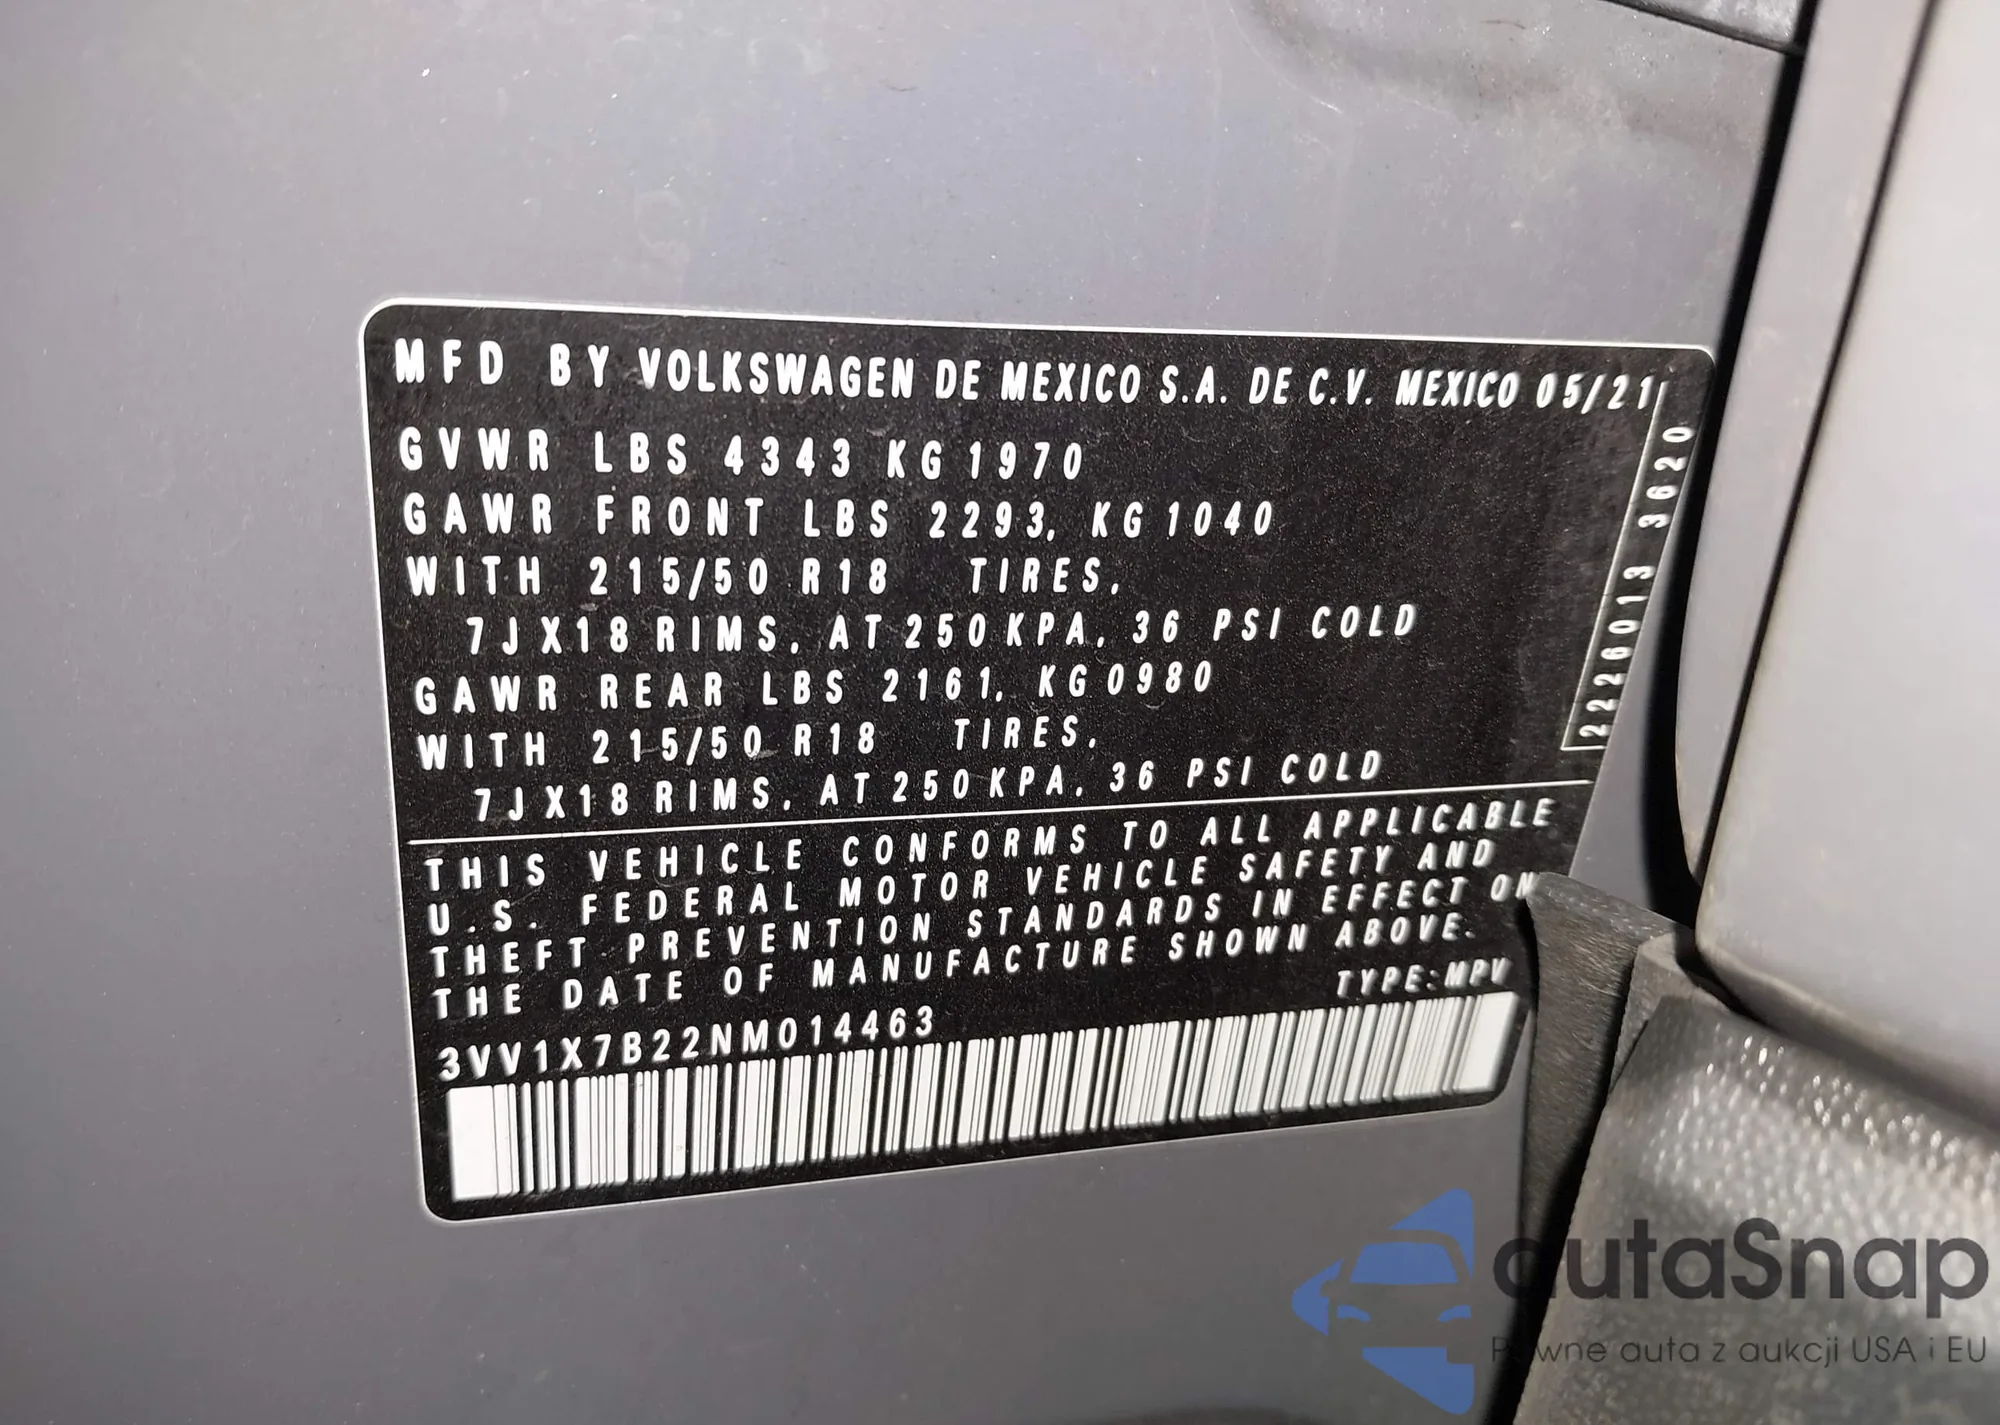 MFD BY VOLKSWAGEN DE MEXICO S.A. DE C.V. MEXICO 05/21
GVWR LBS 4343 KG 1970
GAWR FRONT LBS 2293, KG 1040
WITH 215/50 R18 TIRES,
7J X18 RIMS, AT 250 KPA, 36 PSI COLD
GAWR REAR LBS 2161, KG 0980
WITH 215/50 R18 TIRES,
7J X18 RIMS, AT 250 KPA, 36 PSI COLD
2226013 3620
THIS VEHICLE CONFORMS TO ALL APPLICABLE
U.S. FEDERAL MOTOR VEHICLE SAFETY AND
THEFT PREVENTION STANDARDS IN EFFECT ON
THE DATE OF MANUFACTURE SHOWN ABOVE.
TYPE: MPV
3VV1X7B22NM014463
autaSnap
Pewne auta z aukcji USA i EU